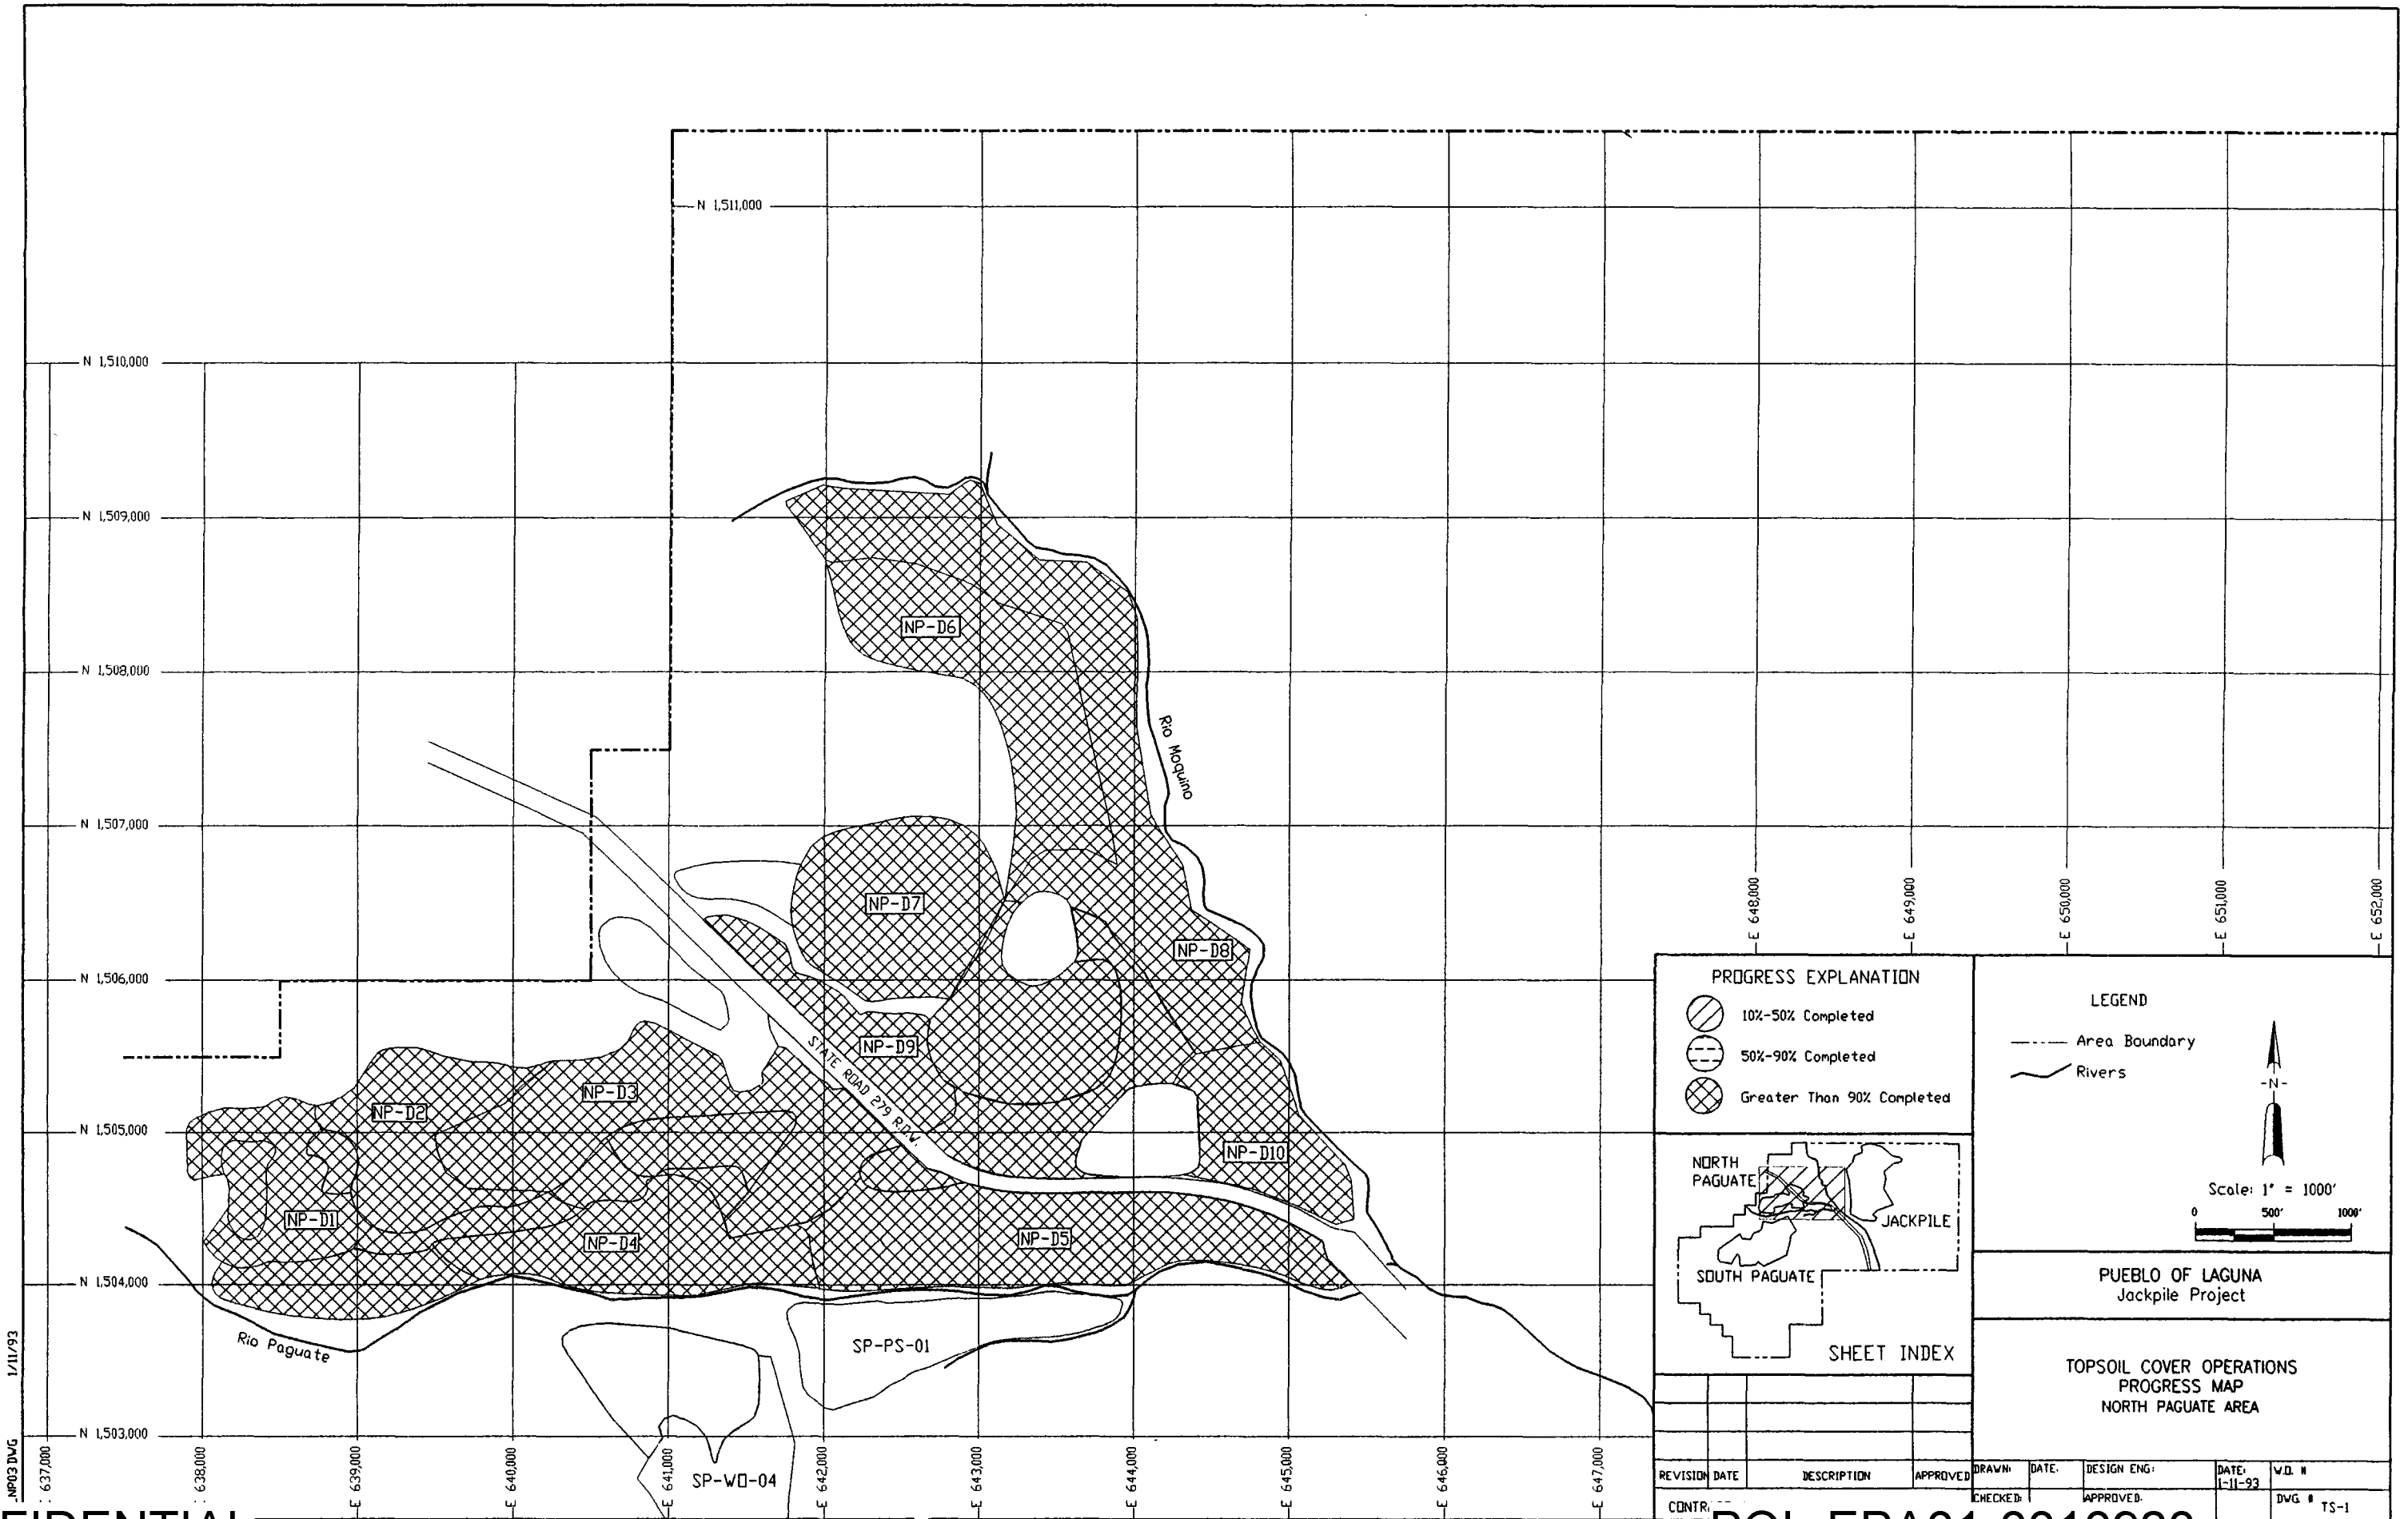 N 1,511,000
N 1,510,000
N 1,509,000
N 1,508,000
N 1,507,000
N 1,506,000
N 1,505,000
N 1,504,000
N 1,503,000
NP-D6
Rio Moquino
NP-D7
NP-D8
NP-D9
STATE ROAD 279 R.O.W.
NP-D3
NP-D2
NP-D1
NP-D4
NP-D5
NP-D10
Rio Paguate
SP-PS-01
SP-WD-04
637,000
638,000
E 639,000
E 640,000
E 641,000
E 642,000
E 643,000
E 644,000
E 645,000
E 646,000
E 647,000
E 648,000
E 649,000
E 650,000
E 651,000
E 652,000
PROGRESS EXPLANATION
10%-50% Completed
50%-90% Completed
Greater Than 90% Completed
LEGEND
Area Boundary
Rivers
-N-
Scale: 1" = 1000'
0 500' 1000'
NORTH PAGUATE
JACKPILE
SOUTH PAGUATE
SHEET INDEX
PUEBLO OF LAGUNA
Jackpile Project
TOPSOIL COVER OPERATIONS
PROGRESS MAP
NORTH PAGUATE AREA
REVISION DATE DESCRIPTION APPROVED
DRAWN: DATE: DESIGN ENG: DATE: 1-11-93 W.O. #
CHECKED: APPROVED: DWG # TS-1
CONTR
_NP03 DWG 1/11/93